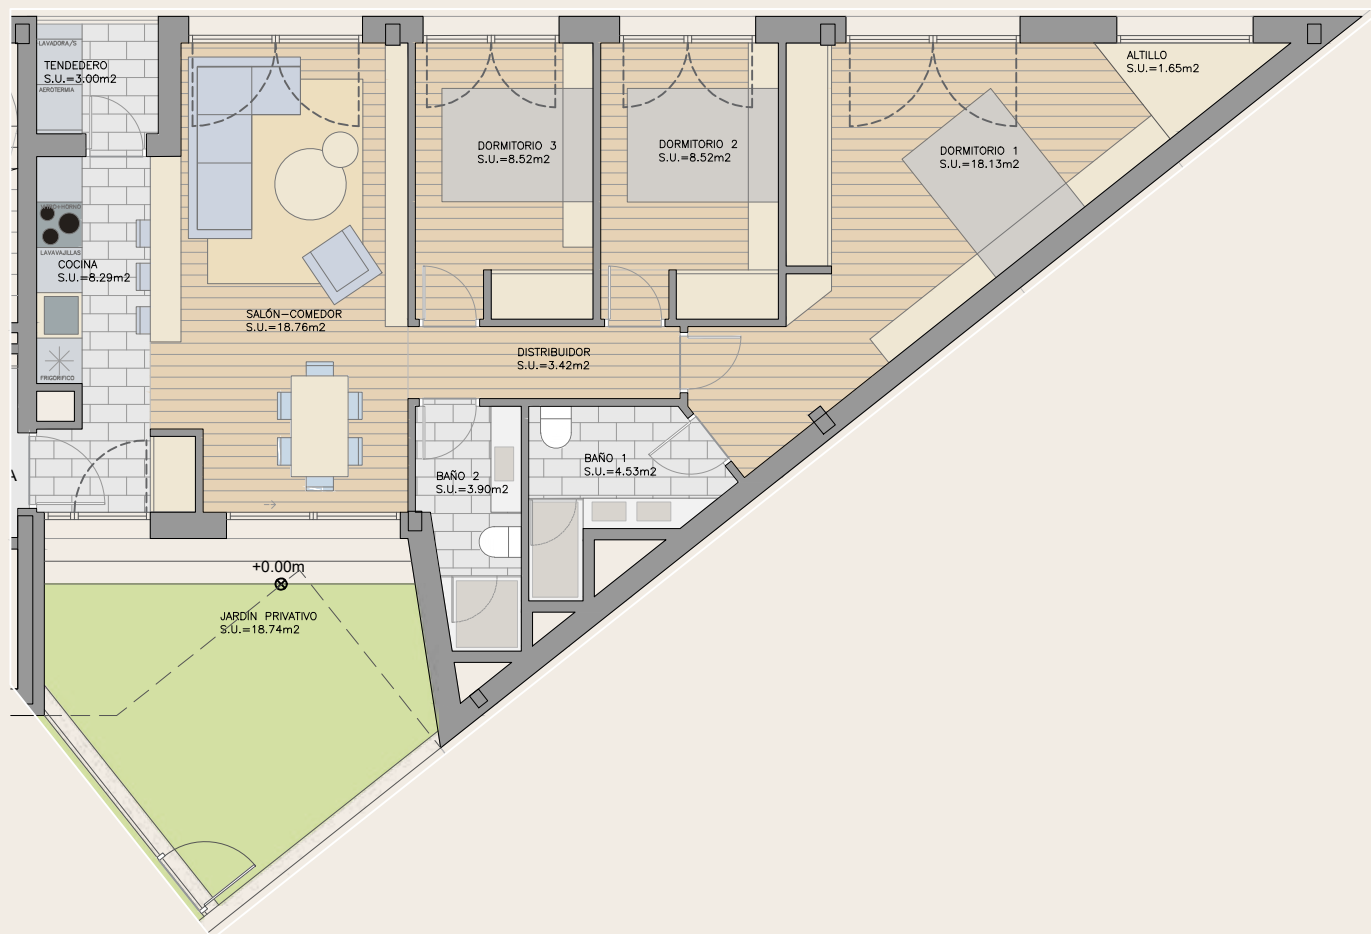 LAVADORA/S
TENDEDERO
S.U.=3.00m2
AEROTERMIA
ALTILLO
S.U.=1.65m2
DORMITORIO 3
S.U.=8.52m2
DORMITORIO 2
S.U.=8.52m2
DORMITORIO 1
S.U.=18.13m2
LAVAVAJILLAS
COCINA
S.U.=8.29m2
SALÓN-COMEDOR
S.U.=18.76m2
DISTRIBUIDOR
S.U.=3.42m2
FRIGORIFICO
BAÑO 1
S.U.=4.53m2
BAÑO 2
S.U.=3.90m2
A
+0.00m
JARDÍN PRIVATIVO
S.U.=18.74m2